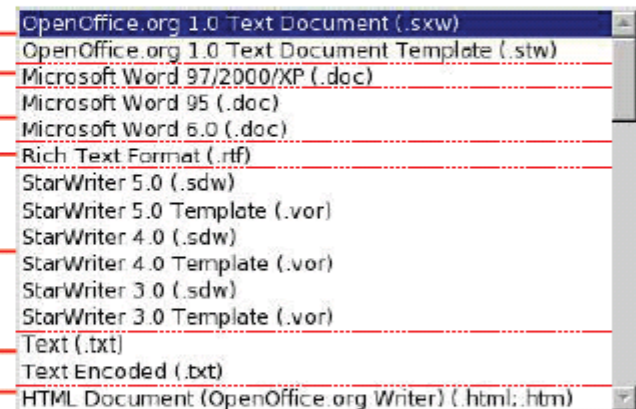 OpenOffice.org 1.0 Text Document (.sxw)
OpenOffice.org 1.0 Text Document Template (.stw)
Microsoft Word 97/2000/XP (.doc)
Microsoft Word 95 (.doc)
Microsoft Word 6.0 (.doc)
Rich Text Format (.rtf)
StarWriter 5.0 (.sdw)
StarWriter 5.0 Template (.vor)
StarWriter 4.0 (.sdw)
StarWriter 4.0 Template (.vor)
StarWriter 3.0 (.sdw)
StarWriter 3.0 Template (.vor)
Text (.txt)
Text Encoded (.txt)
HTML Document (OpenOffice.org Writer) (.html;.htm)